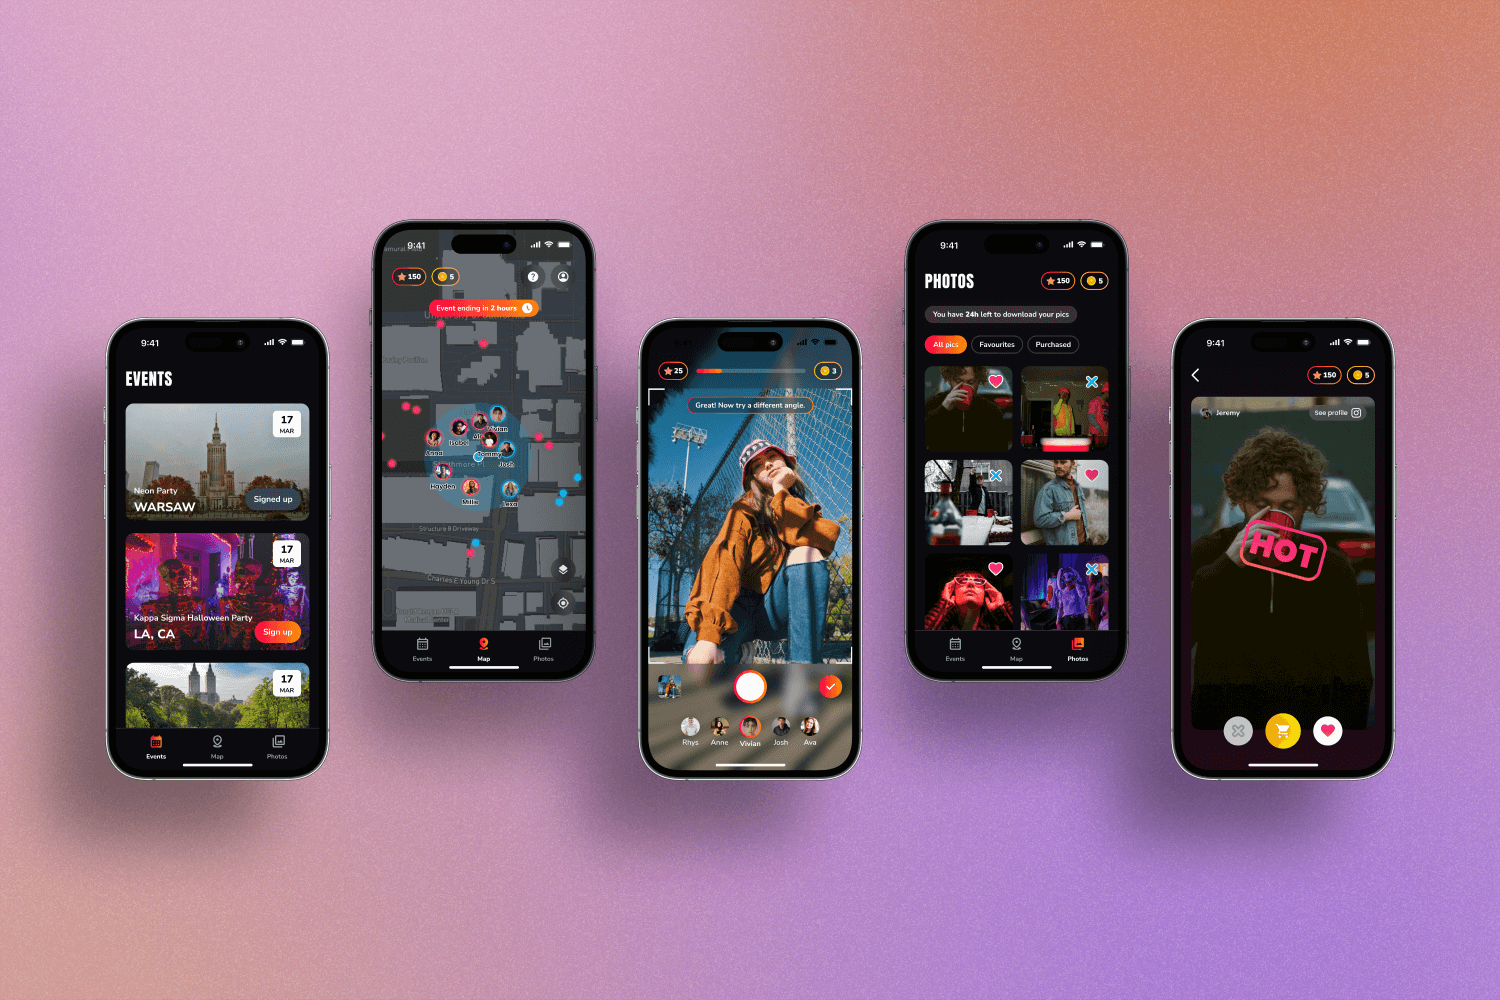 9:41
EVENTS
17
MAR
Neon Party
WARSAW
Signed up
17
MAR
Kappa Sigma Halloween Party
LA, CA
Sign up
17
MAR
Events
Map
Photos
9:41
150
5
Event ending in 2 hours
Vivian
Isobel
Anna
Tommy
Josh
Hayden
Millie
Lexa
Structure 8 Driveway
Charles E Young Dr S
Medical Center
Events
Map
Photos
25
3
Great! Now try a different angle.
Rhys
Anne
Vivian
Josh
Ava
9:41
PHOTOS
150
5
You have 24h left to download your pics
All pics
Favourites
Purchased
Events
Map
Photos
9:41
150
5
Jeremy
See profile
HOT